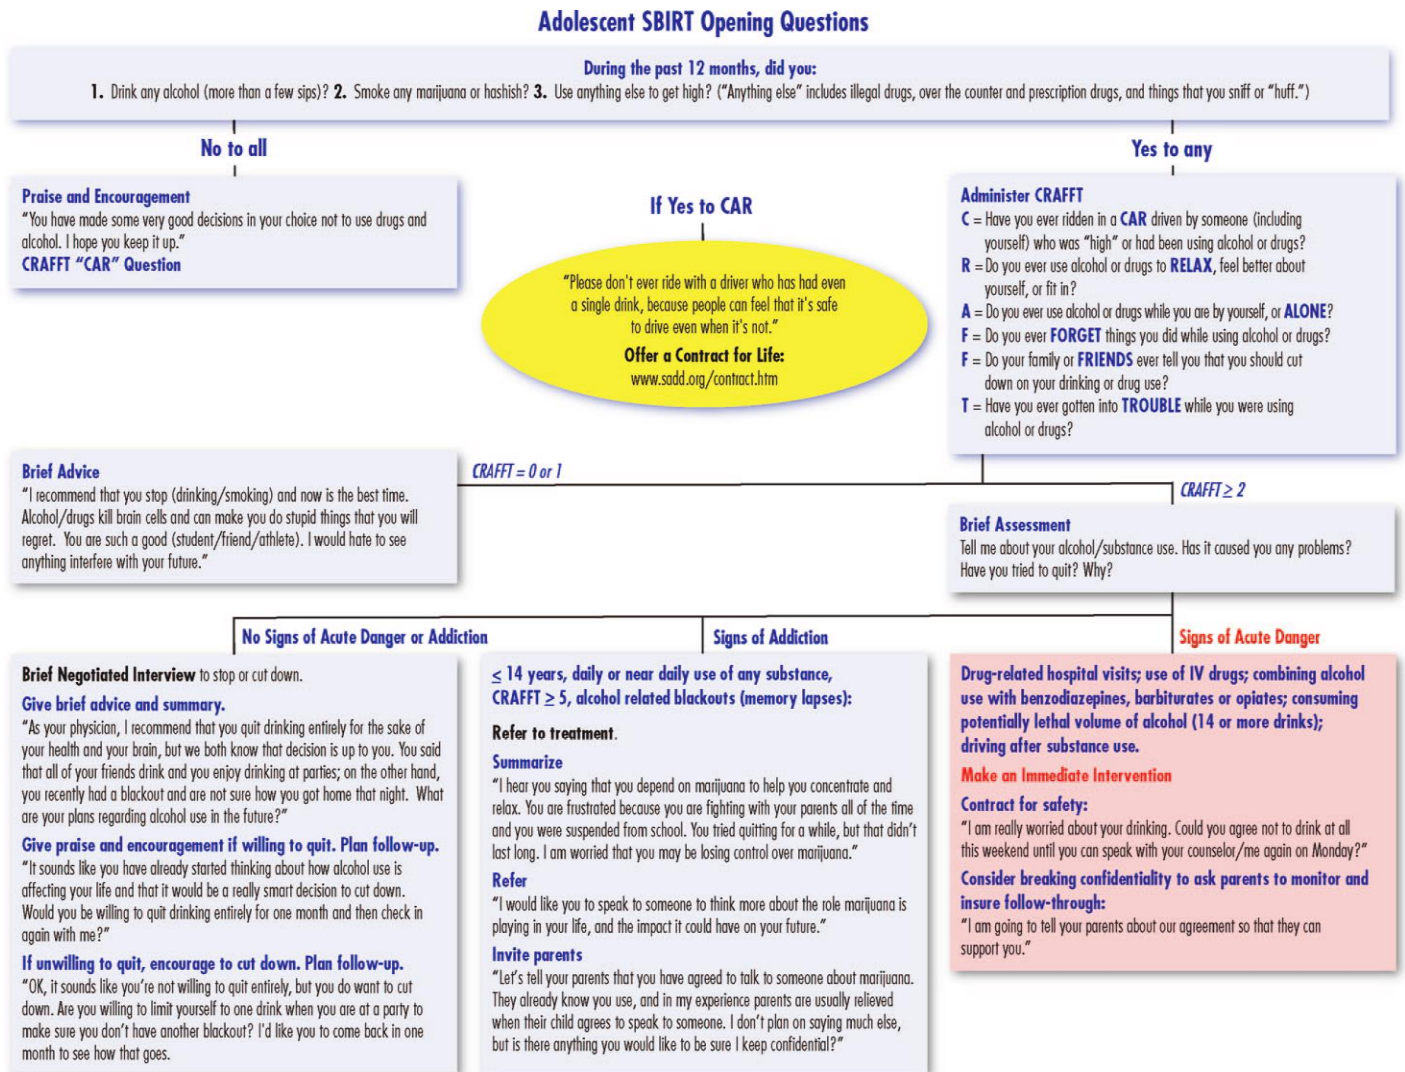 Adolescent SBIRT Opening Questions
During the past 12 months, did you:
1. Drink any alcohol (more than a few sips)? 2. Smoke any marijuana or hashish? 3. Use anything else to get high? ("Anything else" includes illegal drugs, over the counter and prescription drugs, and things that you sniff or "huff.")
No to all
Yes to any
Praise and Encouragement
"You have made some very good decisions in your choice not to use drugs and
alcohol. I hope you keep it up."
CRAFFT "CAR" Question
If Yes to CAR
"Please don't ever ride with a driver who has had even
a single drink, because people can feel that it's safe
to drive even when it's not."
Offer a Contract for Life:
www.sadd.org/contract.htm
Administer CRAFFT
C = Have you ever ridden in a CAR driven by someone (including
yourself) who was "high" or had been using alcohol or drugs?
R = Do you ever use alcohol or drugs to RELAX, feel better about
yourself, or fit in?
A = Do you ever use alcohol or drugs while you are by yourself, or ALONE?
F = Do you ever FORGET things you did while using alcohol or drugs?
F = Do your family or FRIENDS ever tell you that you should cut
down on your drinking or drug use?
T = Have you ever gotten into TROUBLE while you were using
alcohol or drugs?
CRAFFT = 0 or 1
CRAFFT ≥ 2
Brief Advice
"I recommend that you stop (drinking/smoking) and now is the best time.
Alcohol/drugs kill brain cells and can make you do stupid things that you will
regret. You are such a good (student/friend/athlete). I would hate to see
anything interfere with your future."
Brief Assessment
Tell me about your alcohol/substance use. Has it caused you any problems?
Have you tried to quit? Why?
No Signs of Acute Danger or Addiction
Signs of Addiction
Signs of Acute Danger
Brief Negotiated Interview to stop or cut down.
Give brief advice and summary.
"As your physician, I recommend that you quit drinking entirely for the sake of
your health and your brain, but we both know that decision is up to you. You said
that all of your friends drink and you enjoy drinking at parties; on the other hand,
you recently had a blackout and are not sure how you got home that night. What
are your plans regarding alcohol use in the future?"
Give praise and encouragement if willing to quit. Plan follow-up.
"It sounds like you have already started thinking about how alcohol use is
affecting your life and that it would be a really smart decision to cut down.
Would you be willing to quit drinking entirely for one month and then check in
again with me?"
If unwilling to quit, encourage to cut down. Plan follow-up.
"OK, it sounds like you're not willing to quit entirely, but you do want to cut
down. Are you willing to limit yourself to one drink when you are at a party to
make sure you don't have another blackout? I'd like you to come back in one
month to see how that goes.
≤ 14 years, daily or near daily use of any substance,
CRAFFT ≥ 5, alcohol related blackouts (memory lapses):
Refer to treatment.
Summarize
"I hear you saying that you depend on marijuana to help you concentrate and
relax. You are frustrated because you are fighting with your parents all of the time
and you were suspended from school. You tried quitting for a while, but that didn't
last long. I am worried that you may be losing control over marijuana."
Refer
"I would like you to speak to someone to think more about the role marijuana is
playing in your life, and the impact it could have on your future."
Invite parents
"Let's tell your parents that you have agreed to talk to someone about marijuana.
They already know you use, and in my experience parents are usually relieved
when their child agrees to speak to someone. I don't plan on saying much else,
but is there anything you would like to be sure I keep confidential?"
Drug-related hospital visits; use of IV drugs; combining alcohol
use with benzodiazepines, barbiturates or opiates; consuming
potentially lethal volume of alcohol (14 or more drinks);
driving after substance use.
Make an Immediate Intervention
Contract for safety:
"I am really worried about your drinking. Could you agree not to drink at all
this weekend until you can speak with your counselor/me again on Monday?"
Consider breaking confidentiality to ask parents to monitor and
insure follow-through:
"I am going to tell your parents about our agreement so that they can
support you."